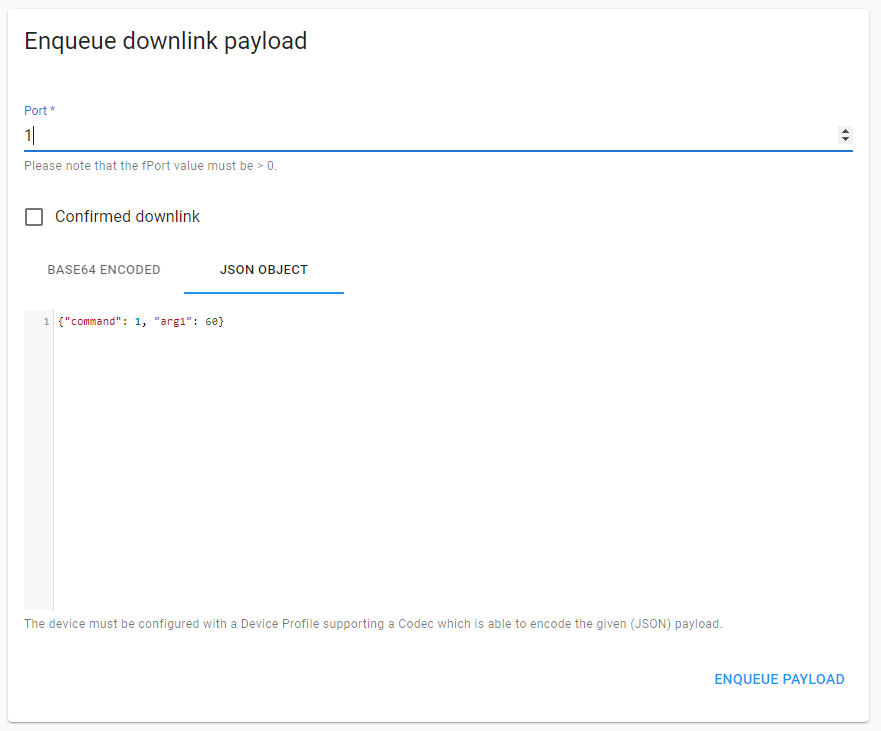 Enqueue downlink payload
Port *
1
Please note that the fPort value must be > 0.
Confirmed downlink
BASE64 ENCODED JSON OBJECT
1 {"command": 1, "arg1": 60}
The device must be configured with a Device Profile supporting a Codec which is able to encode the given (JSON) payload.
ENQUEUE PAYLOAD